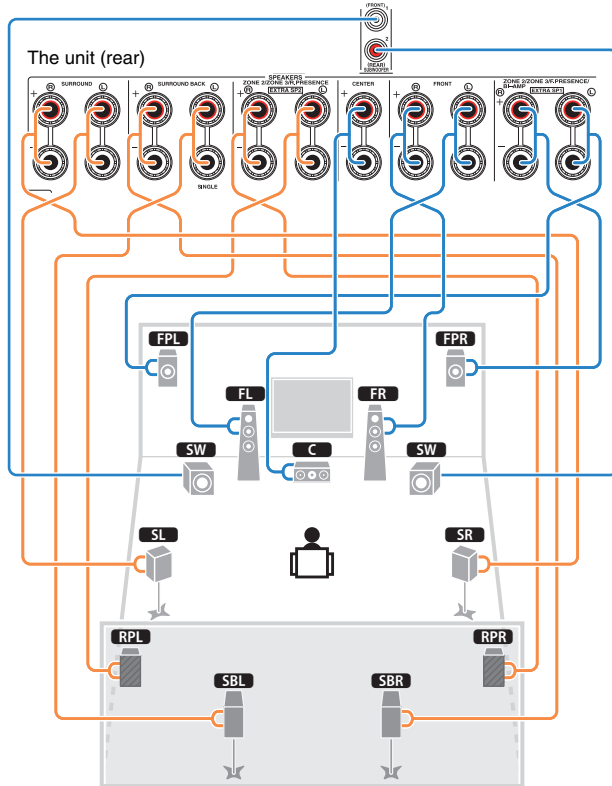 (FRONT) 1
2
(REAR)
SUBWOOFER
The unit (rear)
SPEAKERS
SURROUND
R L
+
–
SURROUND BACK
R L
+
–
SINGLE
ZONE 2/ZONE 3/R.PRESENCE
EXTRA SP2
R L
+
–
CENTER
+
–
FRONT
R L
+
–
ZONE 2/ZONE 3/F.PRESENCE/
BI–AMP EXTRA SP1
R L
+
–
FPL FPR
FL FR
SW C SW
SL SR
RPL RPR
SBL SBR